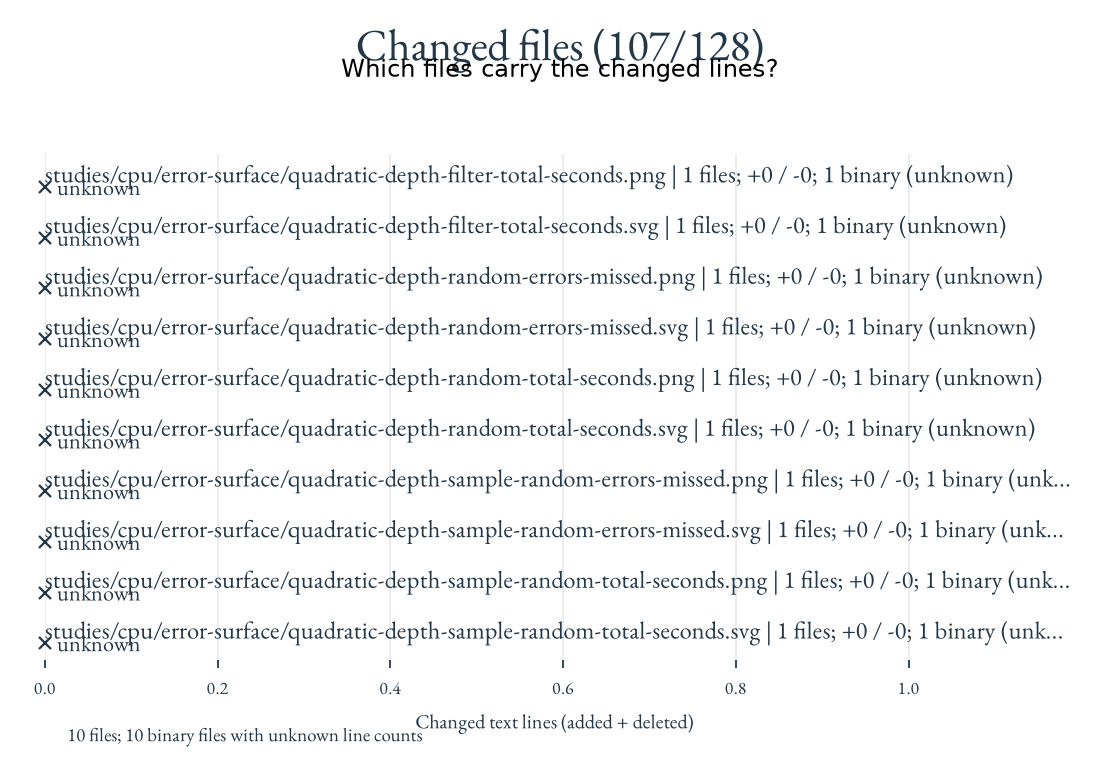 Changed files (107/128)
Which files carry the changed lines?
studies/cpu/error-surface/quadratic-depth-filter-total-seconds.png | 1 files; +0 / -0; 1 binary (unknown)
unknown
studies/cpu/error-surface/quadratic-depth-filter-total-seconds.svg | 1 files; +0 / -0; 1 binary (unknown)
unknown
studies/cpu/error-surface/quadratic-depth-random-errors-missed.png | 1 files; +0 / -0; 1 binary (unknown)
unknown
studies/cpu/error-surface/quadratic-depth-random-errors-missed.svg | 1 files; +0 / -0; 1 binary (unknown)
unknown
studies/cpu/error-surface/quadratic-depth-random-total-seconds.png | 1 files; +0 / -0; 1 binary (unknown)
unknown
studies/cpu/error-surface/quadratic-depth-random-total-seconds.svg | 1 files; +0 / -0; 1 binary (unknown)
unknown
studies/cpu/error-surface/quadratic-depth-sample-random-errors-missed.png | 1 files; +0 / -0; 1 binary (unk...
unknown
studies/cpu/error-surface/quadratic-depth-sample-random-errors-missed.svg | 1 files; +0 / -0; 1 binary (unk...
unknown
studies/cpu/error-surface/quadratic-depth-sample-random-total-seconds.png | 1 files; +0 / -0; 1 binary (unk...
unknown
studies/cpu/error-surface/quadratic-depth-sample-random-total-seconds.svg | 1 files; +0 / -0; 1 binary (unk...
unknown
0.0 0.2 0.4 0.6 0.8 1.0
Changed text lines (added + deleted)
10 files; 10 binary files with unknown line counts